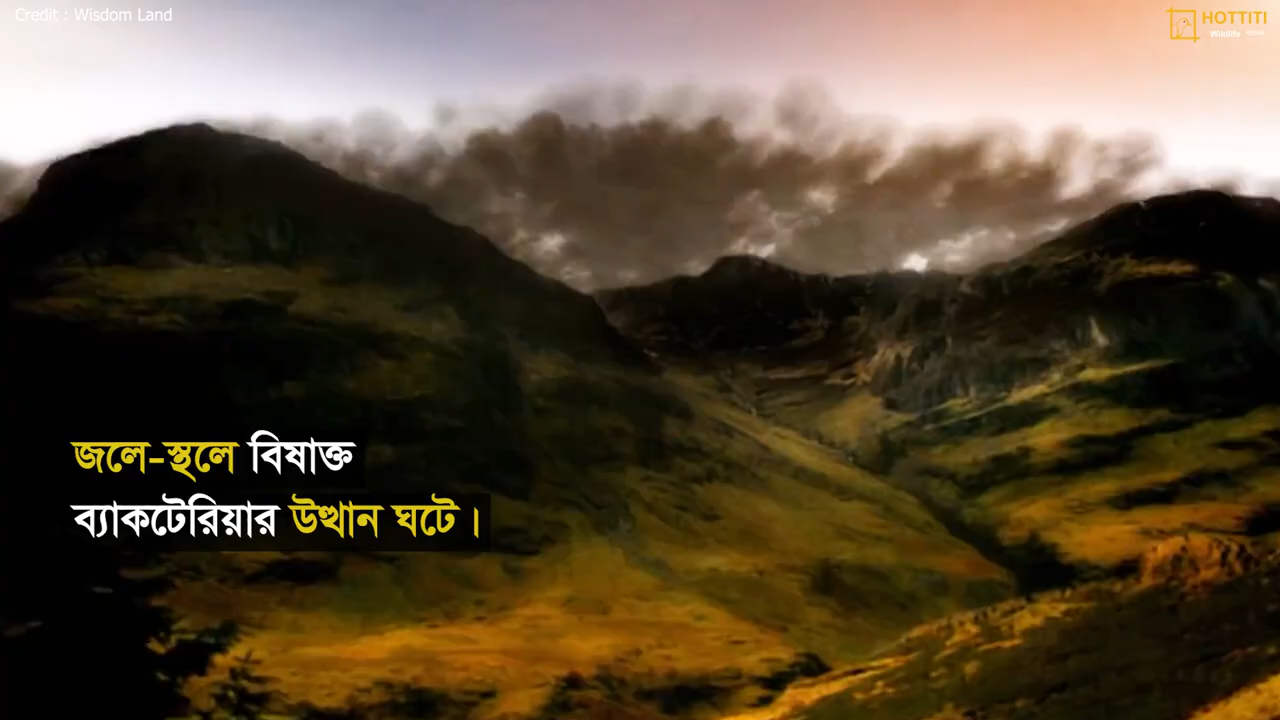 Credit : Wisdom Land
HOTTITI
Wildlife
জলে-স্থলে বিষাক্ত
ব্যাকটেরিয়ার উত্থান ঘটে।